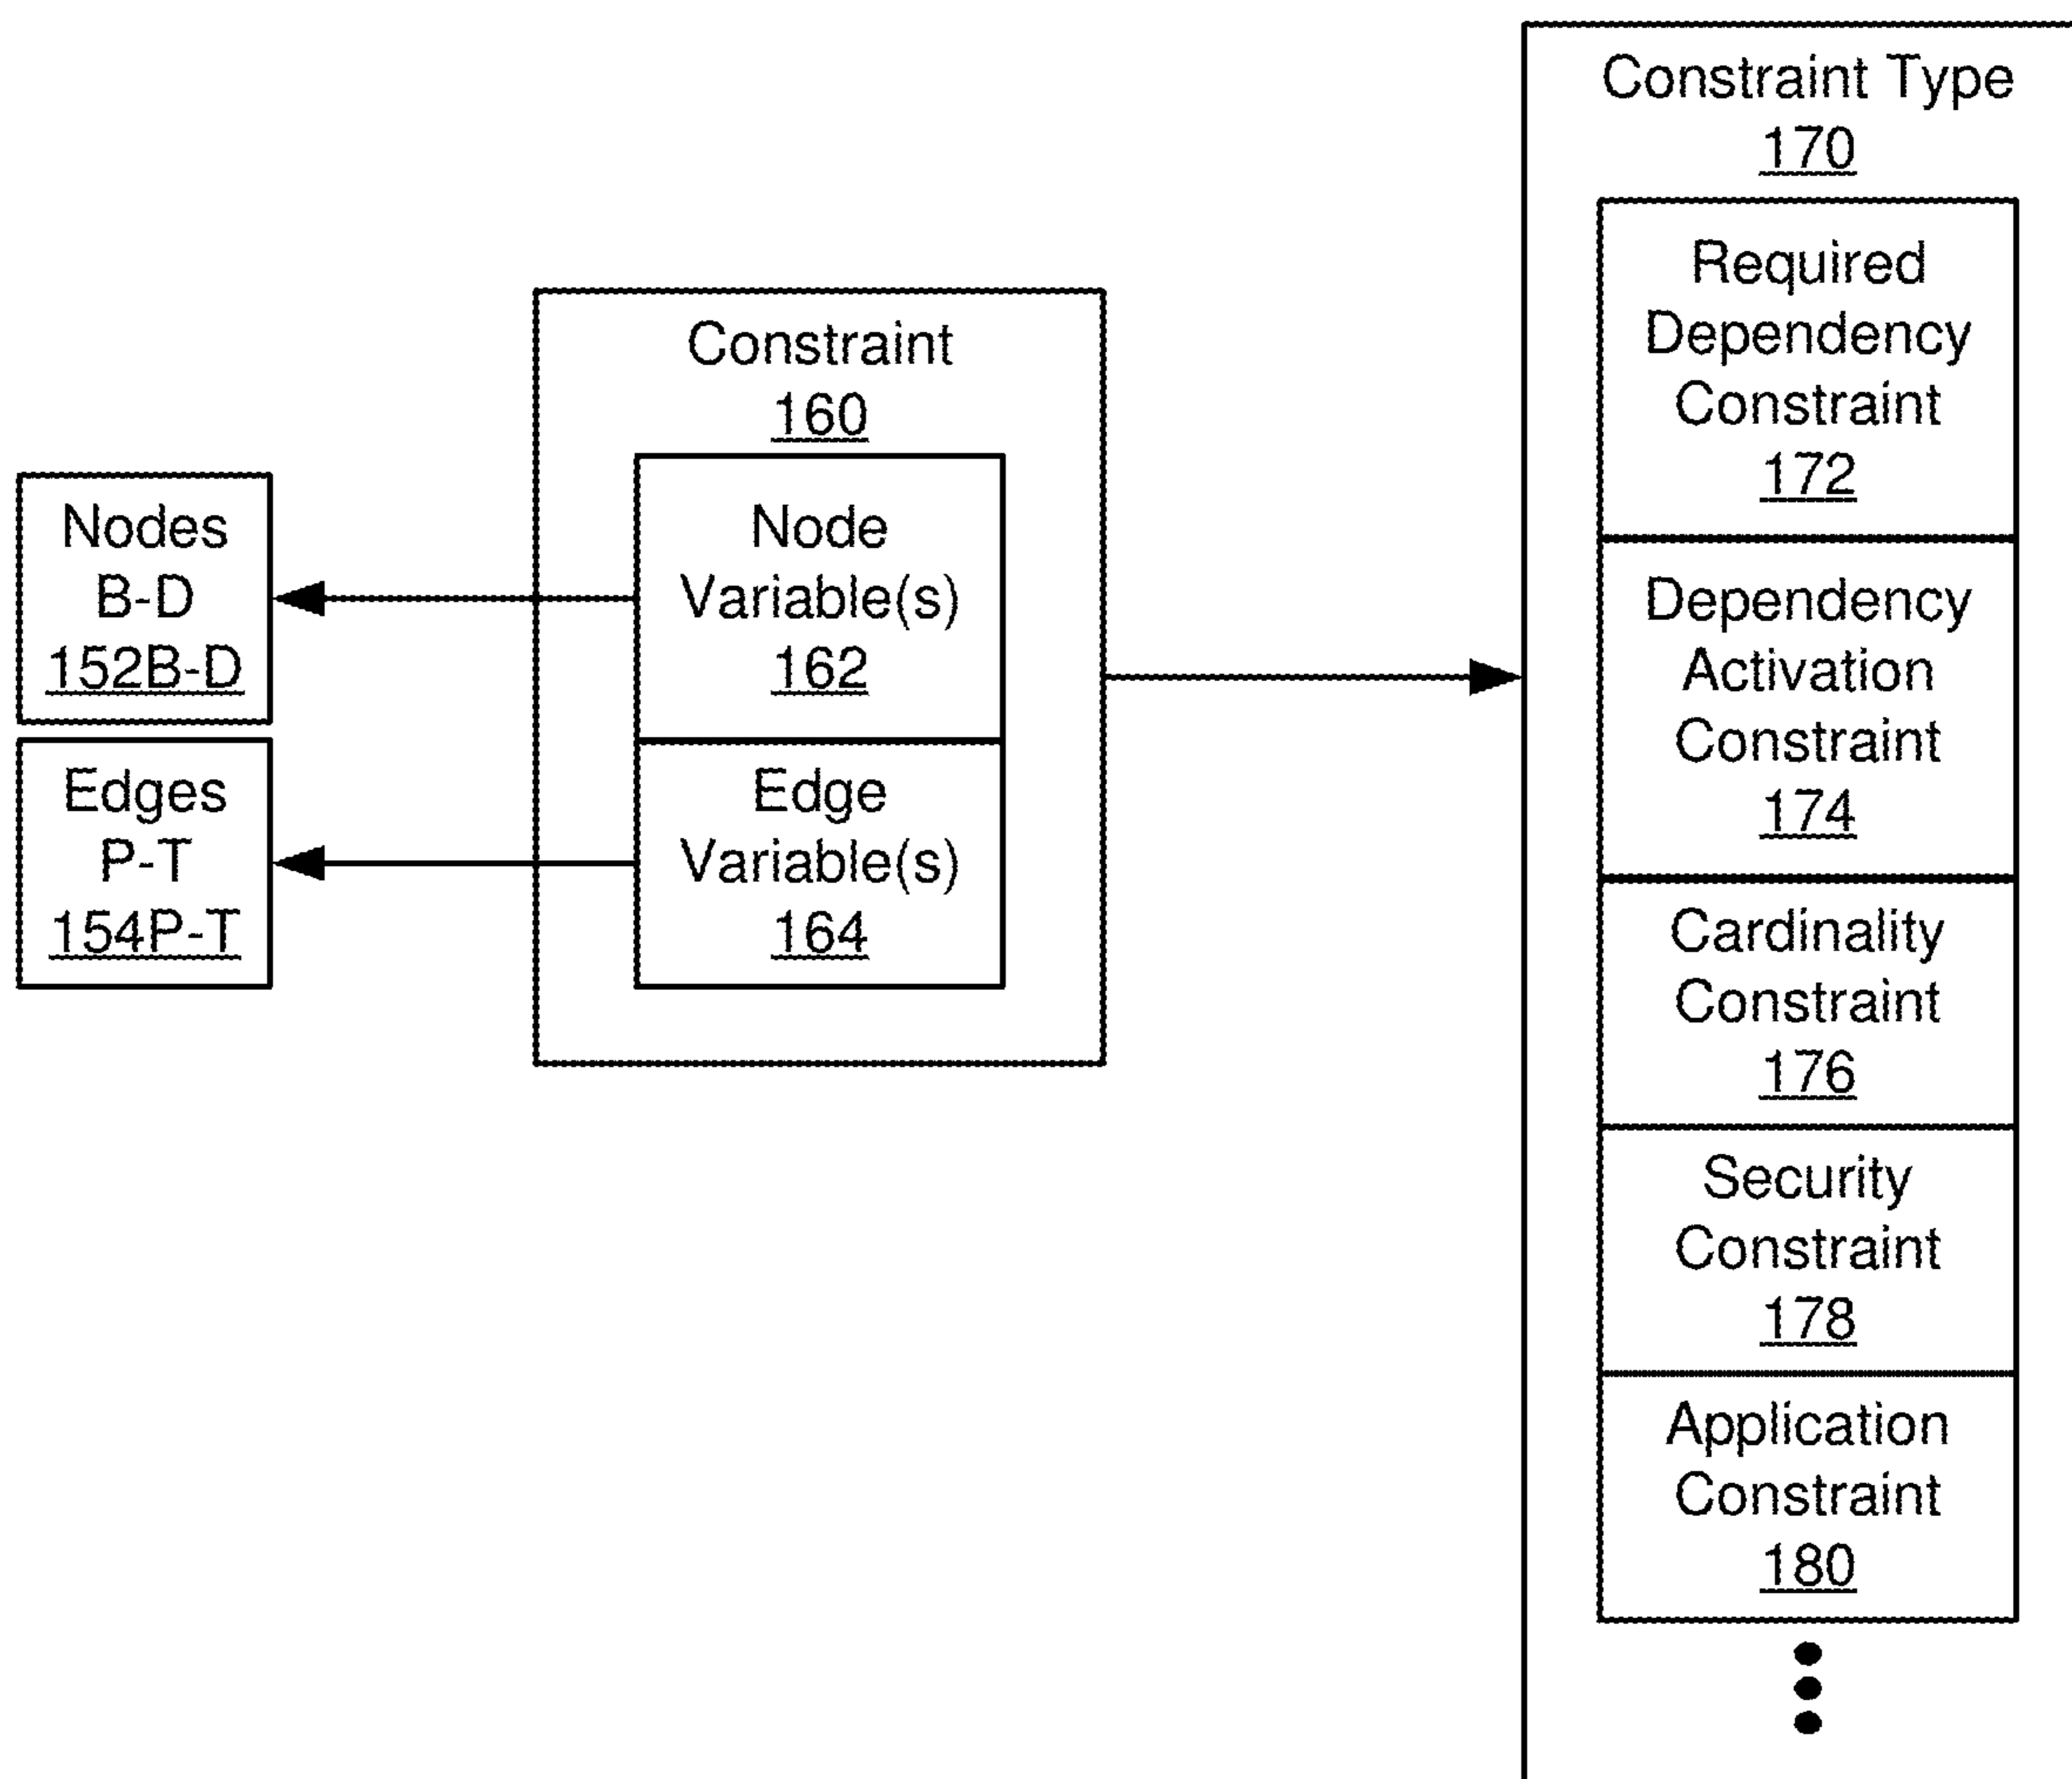 Nodes
B-D
152B-D
Edges
P-T
154P-T
Constraint
160
Node
Variable(s)
162
Edge
Variable(s)
164
Constraint Type
170
Required
Dependency
Constraint
172
Dependency
Activation
Constraint
174
Cardinality
Constraint
176
Security
Constraint
178
Application
Constraint
180